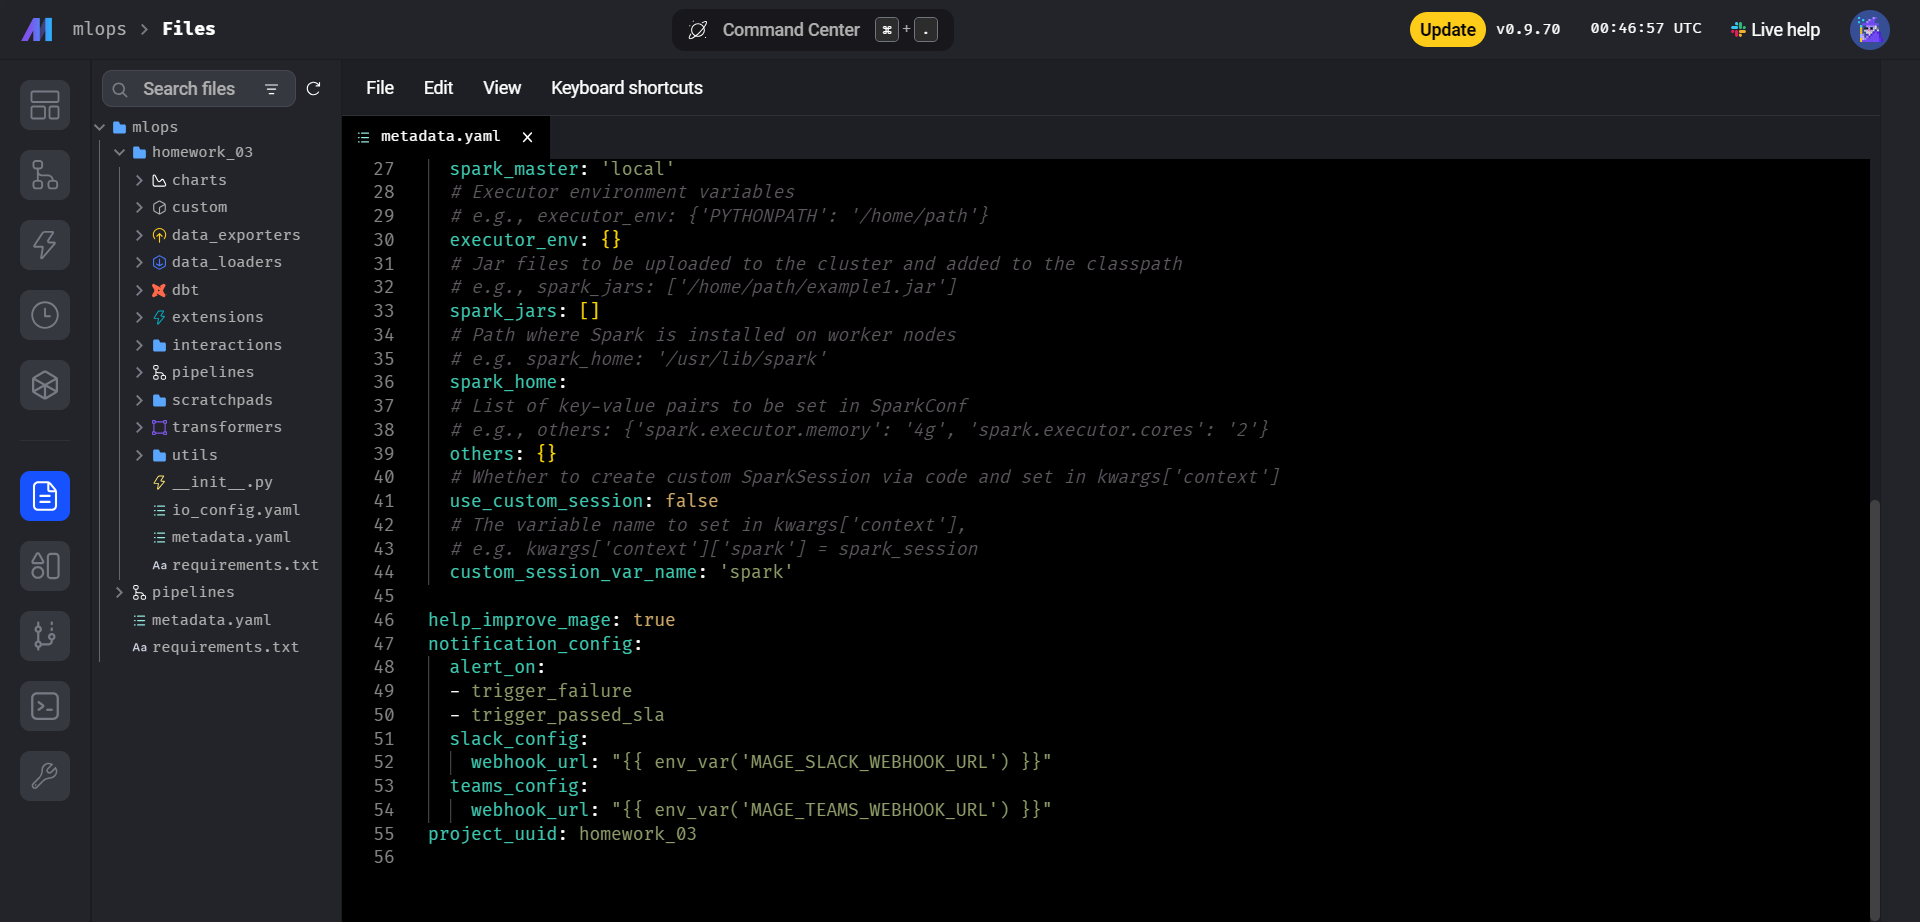 mlops > Files
Command Center ⌘ + .
Update v0.9.70 00:46:57 UTC Live help
Search files
File Edit View Keyboard shortcuts
metadata.yaml ×
mlops
homework_03
charts
custom
data_exporters
data_loaders
dbt
extensions
interactions
pipelines
scratchpads
transformers
utils
__init__.py
io_config.yaml
metadata.yaml
Aa requirements.txt
pipelines
metadata.yaml
Aa requirements.txt
27 spark_master: 'local'
28 # Executor environment variables
29 # e.g., executor_env: {'PYTHONPATH': '/home/path'}
30 executor_env: {}
31 # Jar files to be uploaded to the cluster and added to the classpath
32 # e.g., spark_jars: ['/home/path/example1.jar']
33 spark_jars: []
34 # Path where Spark is installed on worker nodes
35 # e.g. spark_home: '/usr/lib/spark'
36 spark_home:
37 # List of key-value pairs to be set in SparkConf
38 # e.g., others: {'spark.executor.memory': '4g', 'spark.executor.cores': '2'}
39 others: {}
40 # Whether to create custom SparkSession via code and set in kwargs['context']
41 use_custom_session: false
42 # The variable name to set in kwargs['context'],
43 # e.g. kwargs['context']['spark'] = spark_session
44 custom_session_var_name: 'spark'
45
46 help_improve_mage: true
47 notification_config:
48 alert_on:
49 - trigger_failure
50 - trigger_passed_sla
51 slack_config:
52 webhook_url: "{{ env_var('MAGE_SLACK_WEBHOOK_URL') }}"
53 teams_config:
54 webhook_url: "{{ env_var('MAGE_TEAMS_WEBHOOK_URL') }}"
55 project_uuid: homework_03
56